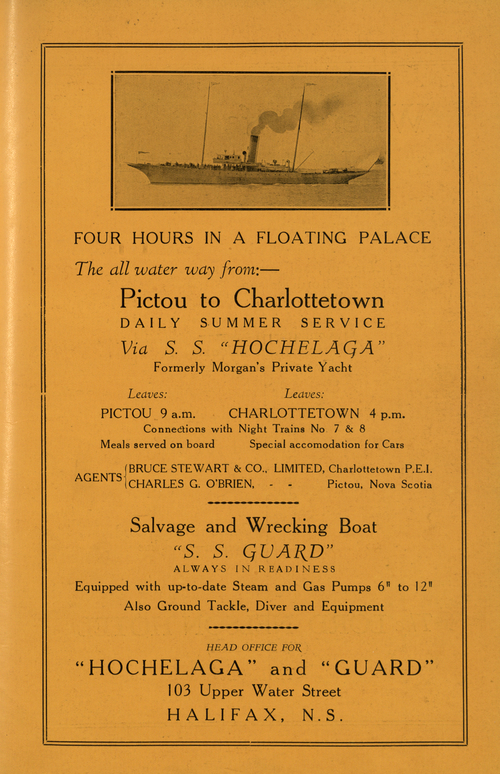 FOUR HOURS IN A FLOATING PALACE
The all water way from:—
Pictou to Charlottetown
DAILY SUMMER SERVICE
Via S. S. "HOCHELAGA"
Formerly Morgan's Private Yacht
Leaves: Leaves:
PICTOU 9 a.m. CHARLOTTETOWN 4 p.m.
Connections with Night Trains No 7 & 8
Meals served on board Special accomodation for Cars
AGENTS { BRUCE STEWART & CO., LIMITED, Charlottetown P.E.I.
CHARLES G. O'BRIEN, - - Pictou, Nova Scotia
Salvage and Wrecking Boat
"S. S. GUARD"
ALWAYS IN READINESS
Equipped with up-to-date Steam and Gas Pumps 6" to 12"
Also Ground Tackle, Diver and Equipment
HEAD OFFICE FOR
"HOCHELAGA" and "GUARD"
103 Upper Water Street
HALIFAX, N.S.